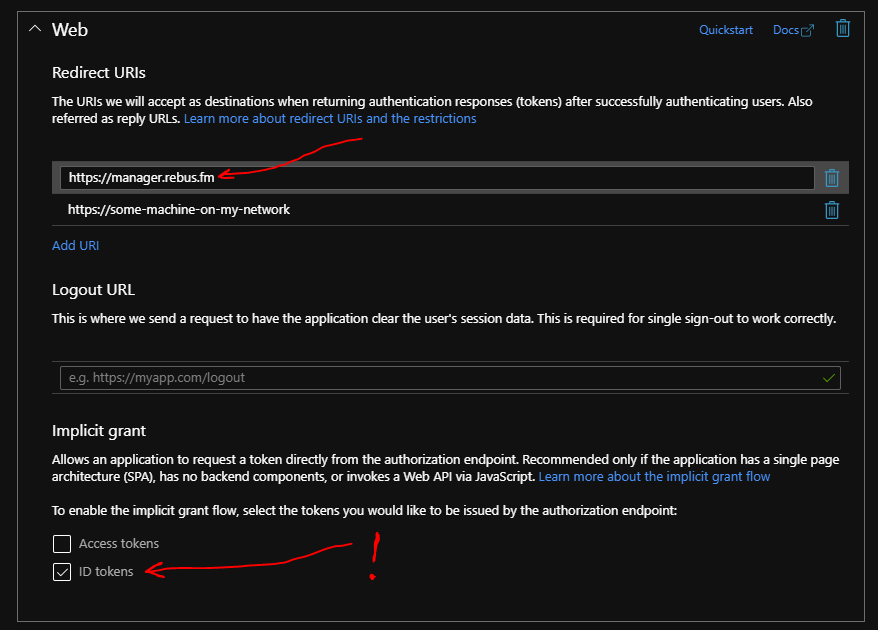 Web
Quickstart
Docs
Redirect URIs
The URIs we will accept as destinations when returning authentication responses (tokens) after successfully authenticating users. Also
referred as reply URLs. Learn more about redirect URIs and the restrictions
https://manager.rebus.fm
https://some-machine-on-my-network
Add URI
Logout URL
This is where we send a request to have the application clear the user's session data. This is required for single sign-out to work correctly.
e.g. https://myapp.com/logout
Implicit grant
Allows an application to request a token directly from the authorization endpoint. Recommended only if the application has a single page
architecture (SPA), has no backend components, or invokes a Web API via JavaScript. Learn more about the implicit grant flow
To enable the implicit grant flow, select the tokens you would like to be issued by the authorization endpoint:
Access tokens
ID tokens
!